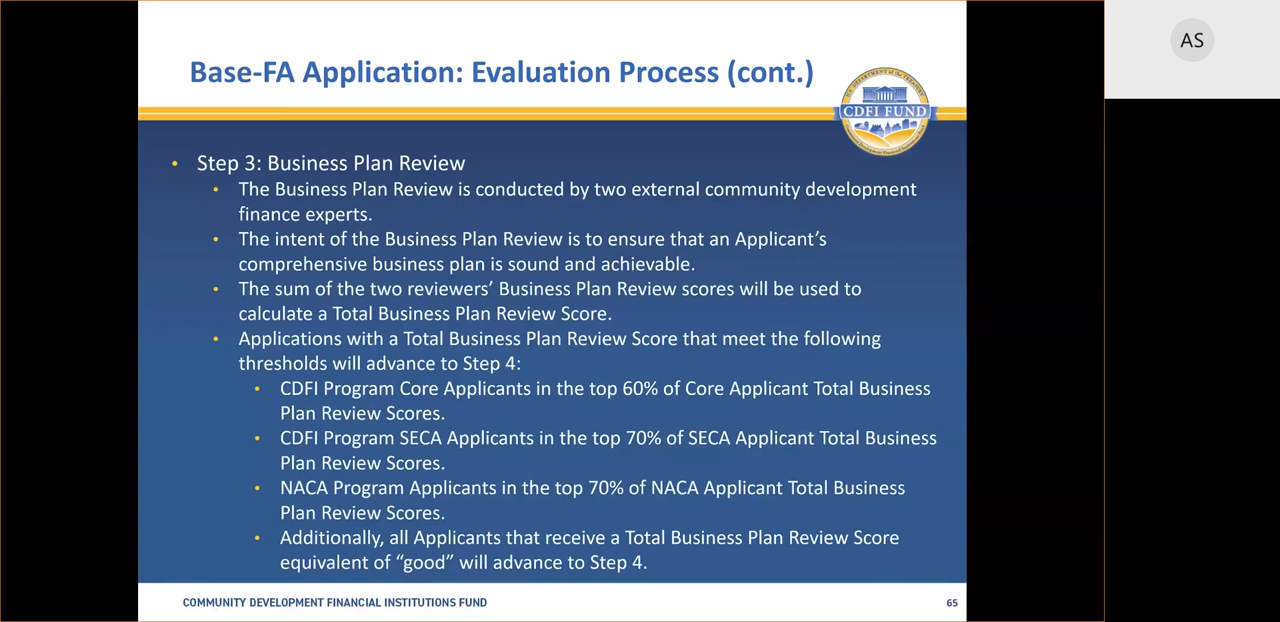 Base-FA Application: Evaluation Process (cont.)
AS
U.S. DEPARTMENT of the TREASURY
CDFI FUND
• Step 3: Business Plan Review
• The Business Plan Review is conducted by two external community development
finance experts.
• The intent of the Business Plan Review is to ensure that an Applicant’s
comprehensive business plan is sound and achievable.
• The sum of the two reviewers’ Business Plan Review scores will be used to
calculate a Total Business Plan Review Score.
• Applications with a Total Business Plan Review Score that meet the following
thresholds will advance to Step 4:
• CDFI Program Core Applicants in the top 60% of Core Applicant Total Business
Plan Review Scores.
• CDFI Program SECA Applicants in the top 70% of SECA Applicant Total Business
Plan Review Scores.
• NACA Program Applicants in the top 70% of NACA Applicant Total Business
Plan Review Scores.
• Additionally, all Applicants that receive a Total Business Plan Review Score
equivalent of “good” will advance to Step 4.
COMMUNITY DEVELOPMENT FINANCIAL INSTITUTIONS FUND
65